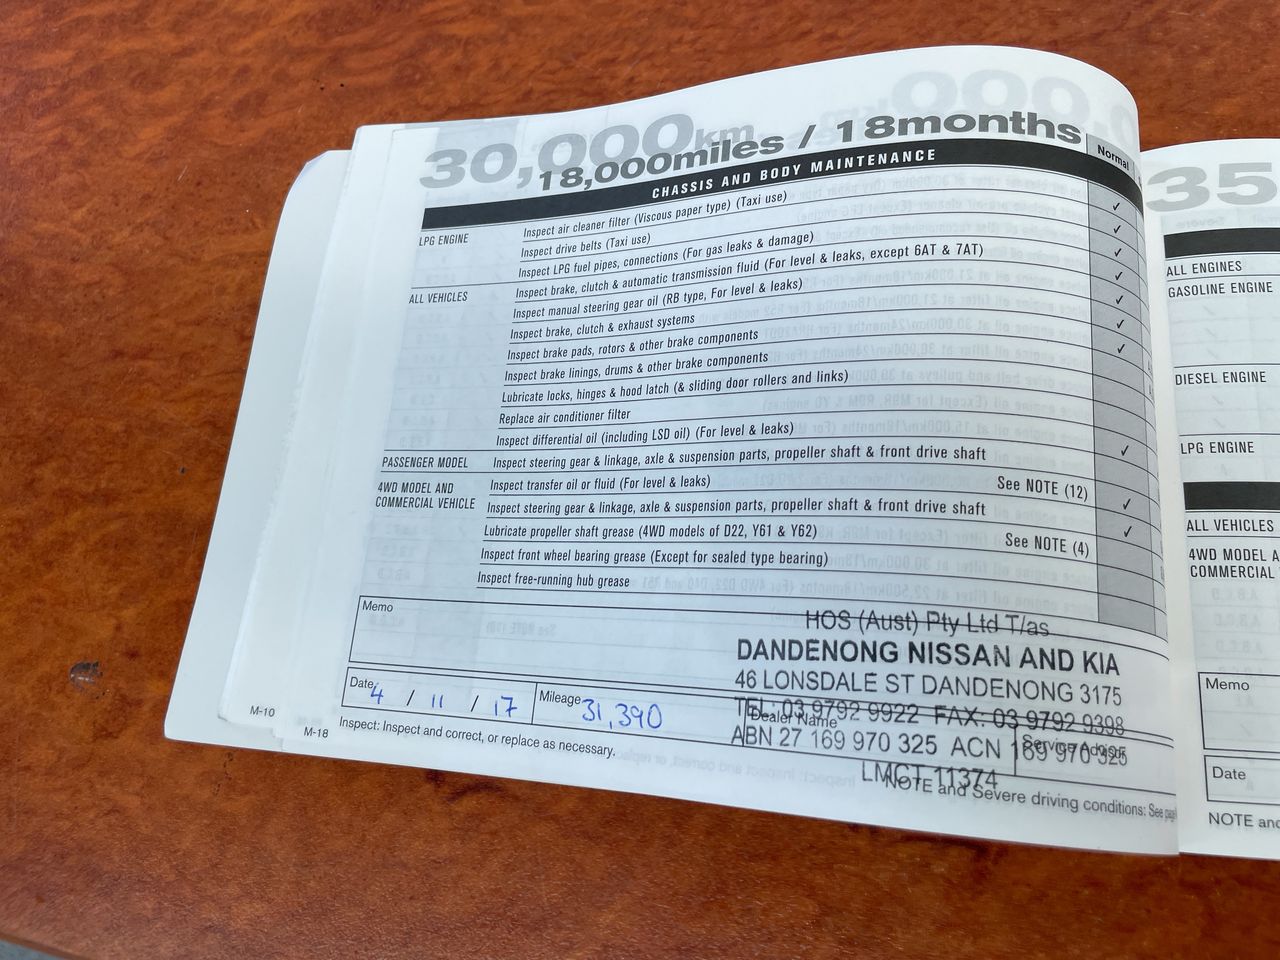 30,000km
18,000miles / 18months
CHASSIS AND BODY MAINTENANCE
Normal
LPG ENGINE
Inspect air cleaner filter (Viscous paper type) (Taxi use)
✓
Inspect drive belts (Taxi use)
✓
Inspect LPG fuel pipes, connections (For gas leaks & damage)
✓
ALL VEHICLES
Inspect brake, clutch & automatic transmission fluid (For level & leaks, except 6AT & 7AT)
✓
Inspect manual steering gear oil (RB type, For level & leaks)
✓
Inspect brake, clutch & exhaust systems
✓
Inspect brake pads, rotors & other brake components
✓
Inspect brake linings, drums & other brake components
Lubricate locks, hinges & hood latch (& sliding door rollers and links)
Replace air conditioner filter
Inspect differential oil (including LSD oil) (For level & leaks)
PASSENGER MODEL
Inspect steering gear & linkage, axle & suspension parts, propeller shaft & front drive shaft
✓
4WD MODEL AND
COMMERCIAL VEHICLE
Inspect transfer oil or fluid (For level & leaks)
See NOTE (12)
Inspect steering gear & linkage, axle & suspension parts, propeller shaft & front drive shaft
✓
Lubricate propeller shaft grease (4WD models of D22, Y61 & Y62)
See NOTE (4)
✓
Inspect front wheel bearing grease (Except for sealed type bearing)
Inspect free-running hub grease
Memo
HOS (Aust) Pty Ltd T/as
DANDENONG NISSAN AND KIA
46 LONSDALE ST DANDENONG 3175
TEL: 03 9792 9922 FAX: 03 9792 9398
ABN 27 169 970 325 ACN 169 970 325
LMCT 11374
Date 4 / 11 / 17
Mileage 31,390
Dealer Name
Service Advisor
Inspect: Inspect and correct, or replace as necessary.
NOTE and Severe driving conditions: See page
M-10
M-18
35
ALL ENGINES
GASOLINE ENGINE
DIESEL ENGINE
LPG ENGINE
ALL VEHICLES
4WD MODEL A
COMMERCIAL
Memo
Date
NOTE and